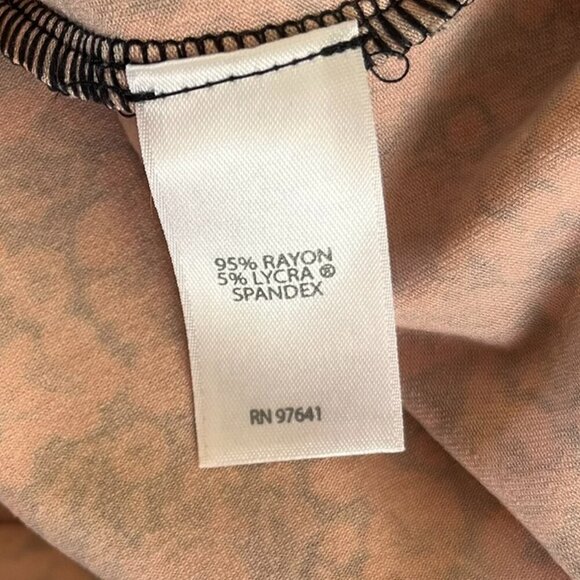 95% RAYON
5% LYCRA ®
SPANDEX
RN 97641